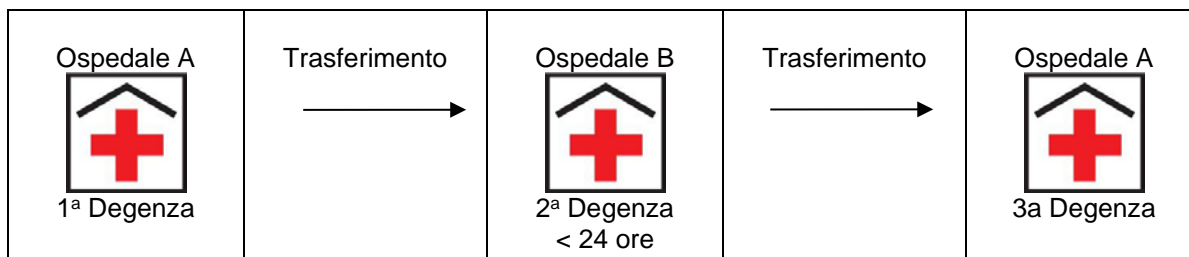 Ospedale A
1ª Degenza
Trasferimento
Ospedale B
2ª Degenza
< 24 ore
Trasferimento
Ospedale A
3a Degenza